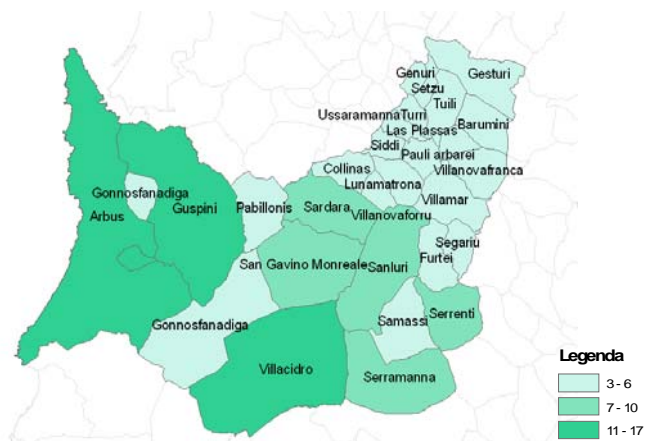 Genuri
Gesturi
Setzu
Tuili
Ussaramanna
Turri
Barumini
Las Plassas
Siddi
Pauli arbarei
Collinas
Villanovafranca
Lunamatrona
Gonnosfanadiga
Villamar
Arbus
Guspini
Pabillonis
Sardara
Villanovaforru
Segariu
Furtei
San Gavino Monreale
Sanluri
Gonnosfanadiga
Samassi
Serrenti
Villacidro
Serramanna
Legenda
3 - 6
7 - 10
11 - 17